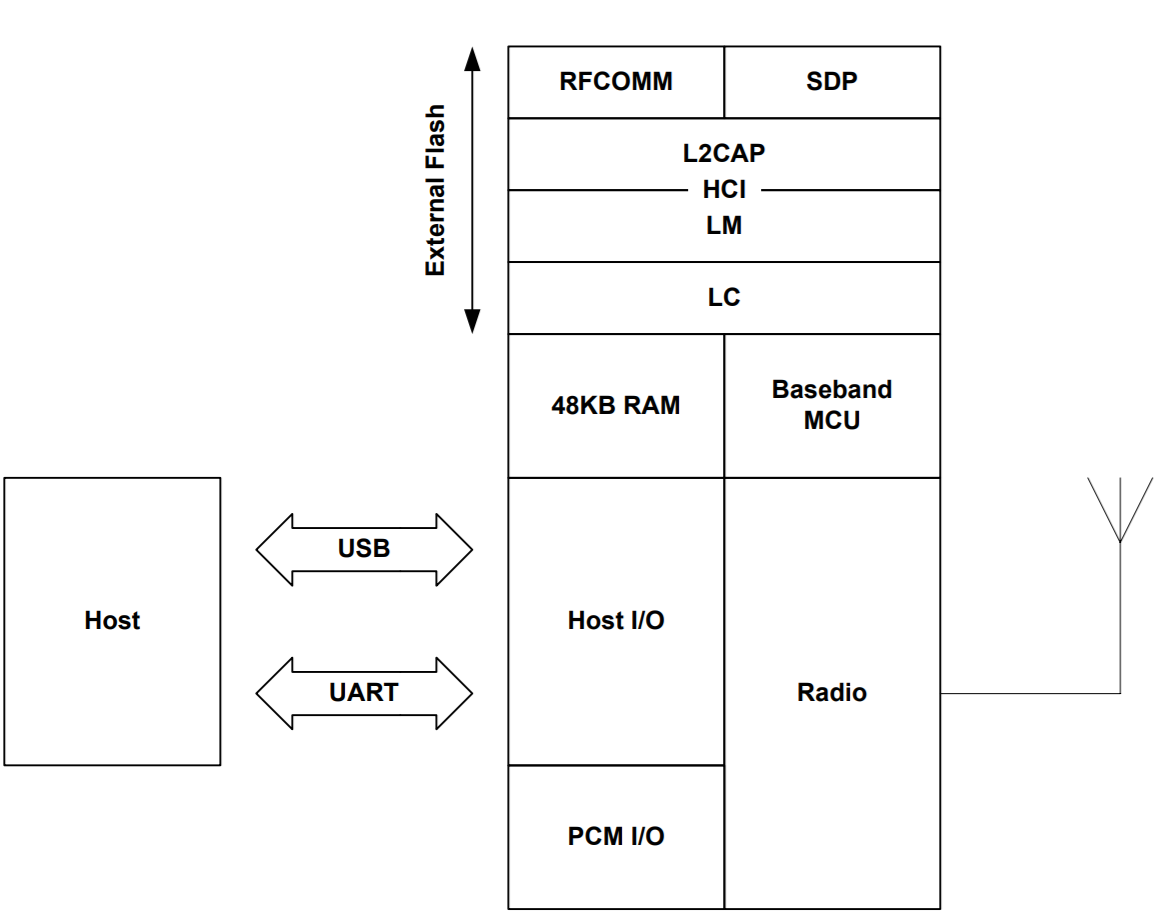 RFCOMM
SDP
External Flash
L2CAP
HCI
LM
LC
48KB RAM
Baseband
MCU
Host
USB
UART
Host I/O
Radio
PCM I/O